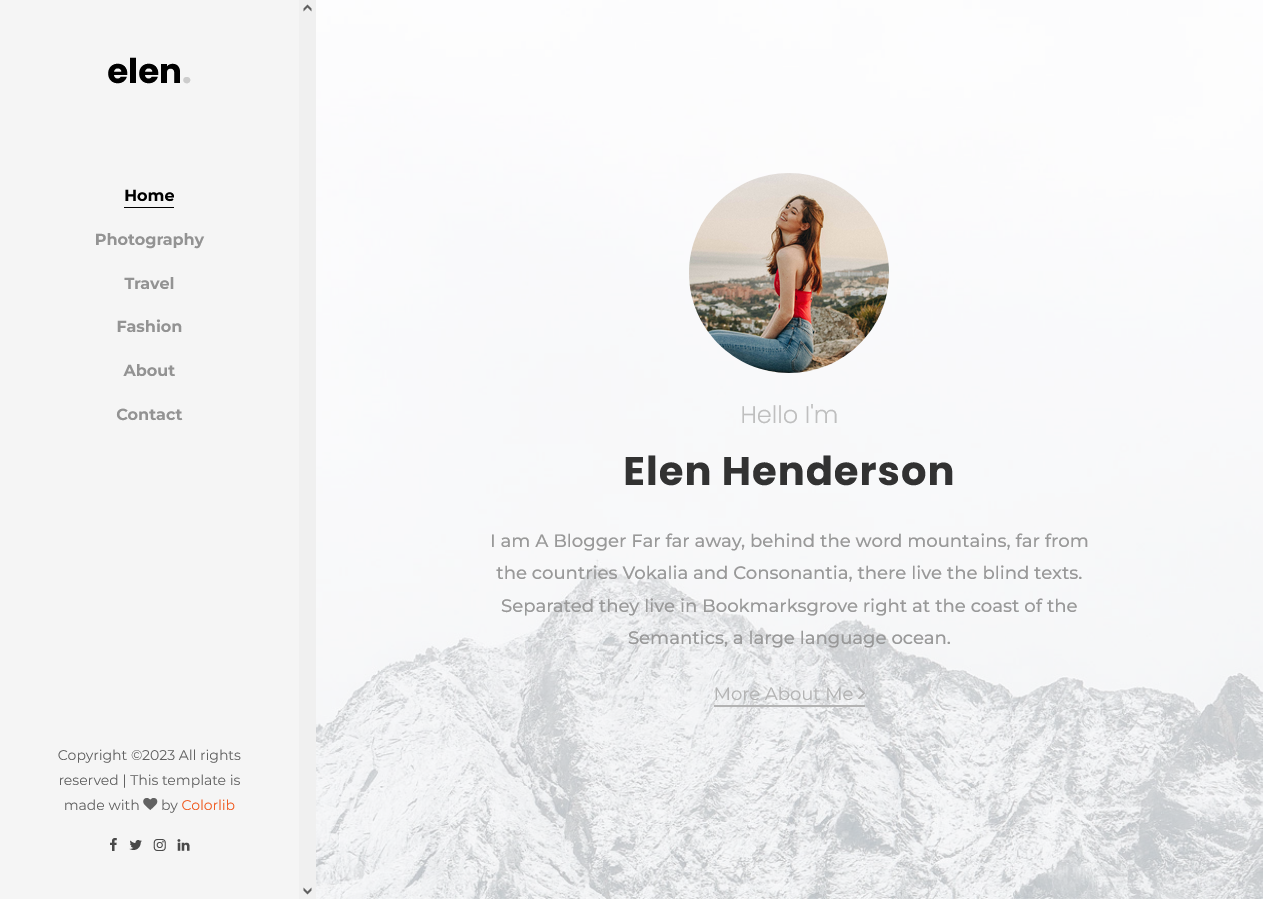 elen.
Home
Photography
Travel
Fashion
About
Contact
Copyright ©2023 All rights
reserved | This template is
made with ♥ by Colorlib
Hello I'm
Elen Henderson
I am A Blogger Far far away, behind the word mountains, far from
the countries Vokalia and Consonantia, there live the blind texts.
Separated they live in Bookmarksgrove right at the coast of the
Semantics, a large language ocean.
More About Me